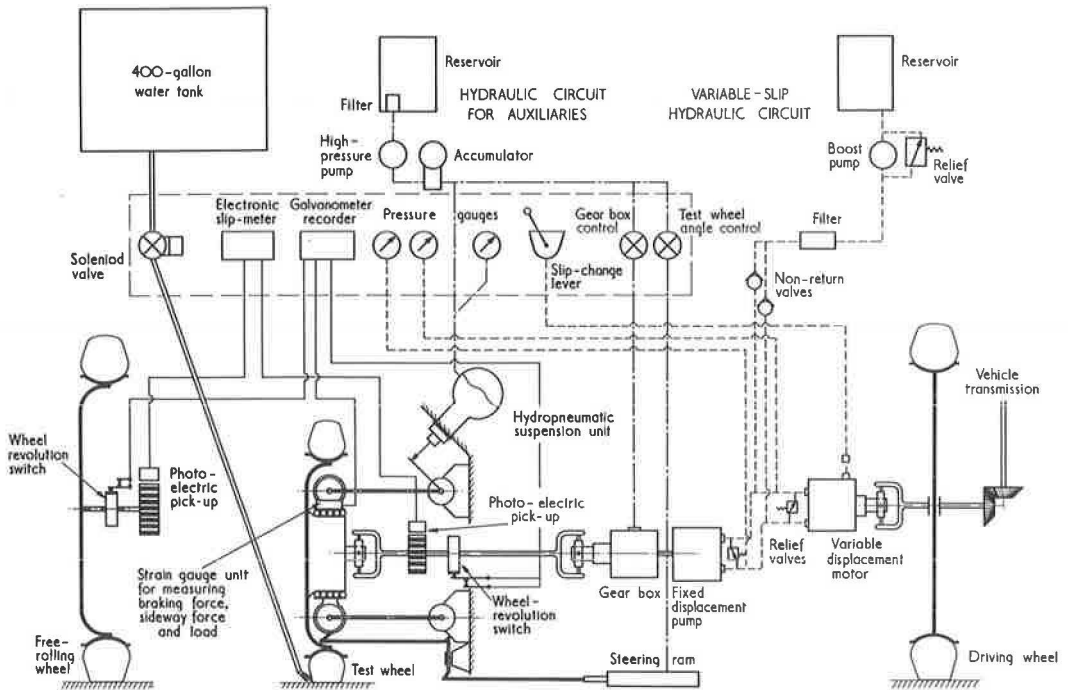 400-gallon
water tank
Reservoir
Filter
HYDRAULIC CIRCUIT
FOR AUXILIARIES
High-
pressure
pump
Accumulator
VARIABLE-SLIP
HYDRAULIC CIRCUIT
Reservoir
Boost
pump
Relief
valve
Filter
Non-return
valves
Soleniod
valve
Electronic
slip-meter
Galvanometer
recorder
Pressure gauges
Slip-change
lever
Gear box
control
Test wheel
angle control
Wheel
revolution
switch
Photo-
electric
pick-up
Hydropneumatic
suspension unit
Photo-electric
pick-up
Vehicle
transmission
Strain gauge unit
for measuring
braking force,
sideway force
and load
Wheel-
revolution
switch
Gear box
Fixed
displacement
pump
Relief
valves
Variable
displacement
motor
Free-
rolling
wheel
Test wheel
Steering ram
Driving wheel